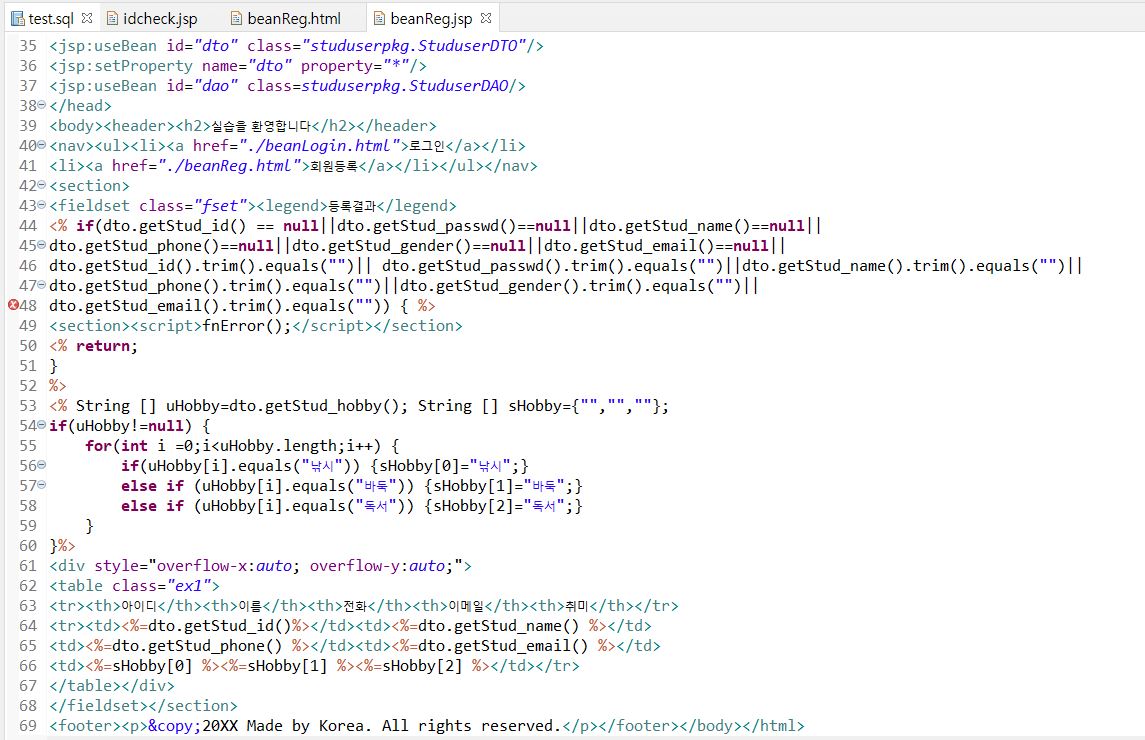 test.sql idcheck.jsp beanReg.html beanReg.jsp
35 <jsp:useBean id="dto" class="studuserpkg.StuduserDTO"/>
36 <jsp:setProperty name="dto" property="*"/>
37 <jsp:useBean id="dao" class=studuserpkg.StuduserDAO/>
38 </head>
39 <body><header><h2>실습을 환영합니다</h2></header>
40 <nav><ul><li><a href="./beanLogin.html">로그인</a></li>
41 <li><a href="./beanReg.html">회원등록</a></li></ul></nav>
42 <section>
43 <fieldset class="fset"><legend>등록결과</legend>
44 <% if(dto.getStud_id() == null||dto.getStud_passwd()==null||dto.getStud_name()==null||
45 dto.getStud_phone()==null||dto.getStud_gender()==null||dto.getStud_email()==null||
46 dto.getStud_id().trim().equals("")|| dto.getStud_passwd().trim().equals("")||dto.getStud_name().trim().equals("")||
47 dto.getStud_phone().trim().equals("")||dto.getStud_gender().trim().equals("")||
48 dto.getStud_email().trim().equals("")) { %>
49 <section><script>fnError();</script></section>
50 <% return;
51 }
52 %>
53 <% String [] uHobby=dto.getStud_hobby(); String [] sHobby={"","",""};
54 if(uHobby!=null) {
55     for(int i =0;i<uHobby.length;i++) {
56         if(uHobby[i].equals("낚시")) {sHobby[0]="낚시";}
57         else if (uHobby[i].equals("바둑")) {sHobby[1]="바둑";}
58         else if (uHobby[i].equals("독서")) {sHobby[2]="독서";}
59     }
60 }%>
61 <div style="overflow-x:auto; overflow-y:auto;">
62 <table class="ex1">
63 <tr><th>아이디</th><th>이름</th><th>전화</th><th>이메일</th><th>취미</th></tr>
64 <tr><td><%=dto.getStud_id()%></td><td><%=dto.getStud_name() %></td>
65 <td><%=dto.getStud_phone() %></td><td><%=dto.getStud_email() %></td>
66 <td><%=sHobby[0] %><%=sHobby[1] %><%=sHobby[2] %></td></tr>
67 </table></div>
68 </fieldset></section>
69 <footer><p>&copy;20XX Made by Korea. All rights reserved.</p></footer></body></html>